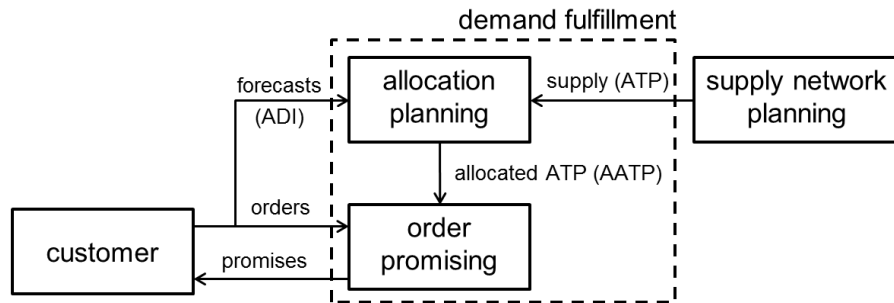 demand fulfillment
forecasts
(ADI)
allocation
planning
supply (ATP)
supply network
planning
allocated ATP (AATP)
customer
orders
promises
order
promising